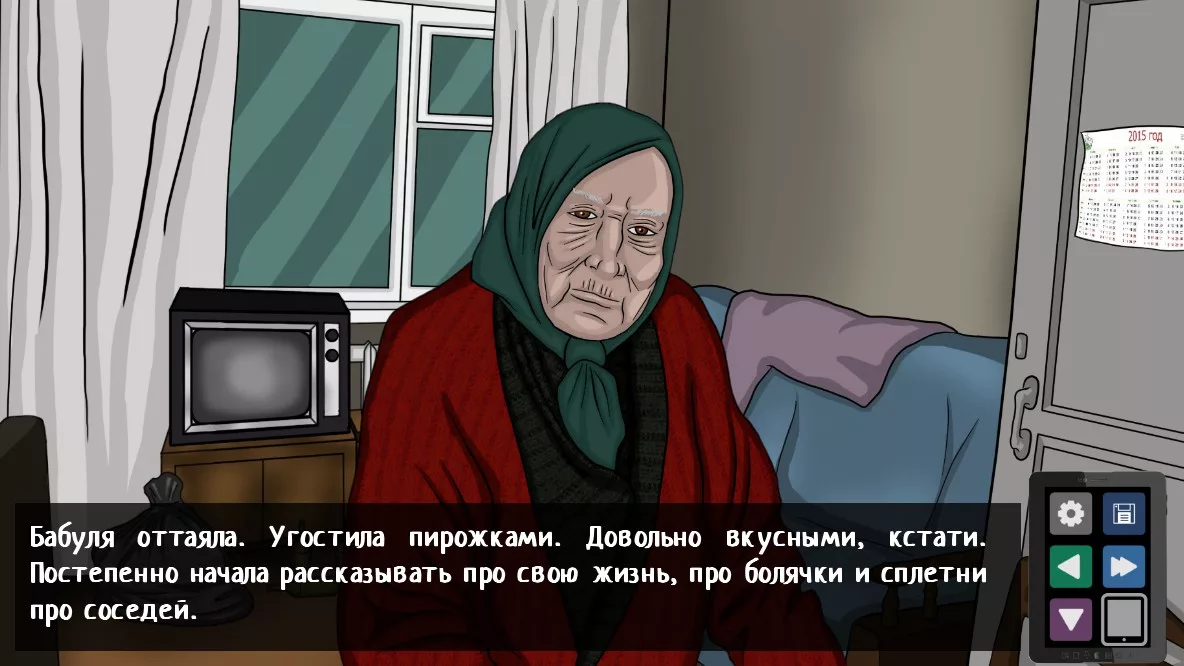 2015 год
Бабуля оттаяла. Угостила пирожками. Довольно вкусными, кстати.
Постепенно начала рассказывать про свою жизнь, про болячки и сплетни
про соседей.